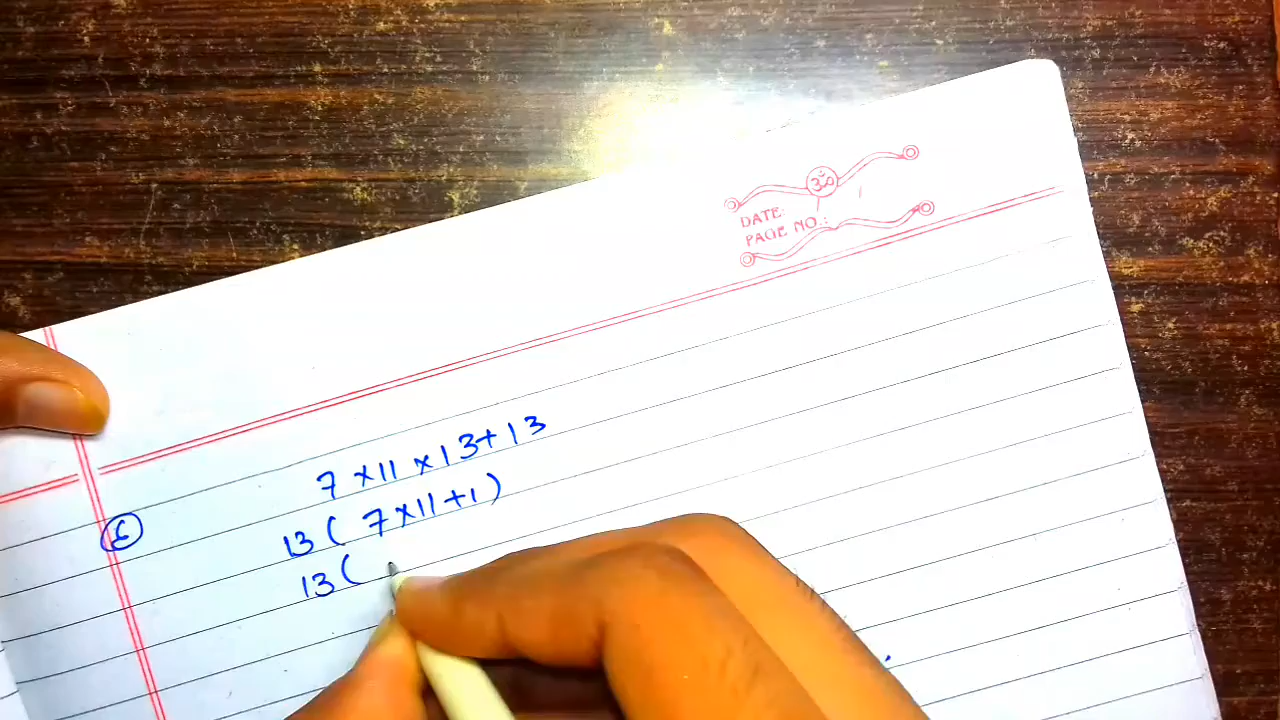 ॐ
DATE:
PAGE NO.:
7 × 11 × 13 + 13
13 ( 7 × 11 + 1 )
13 (